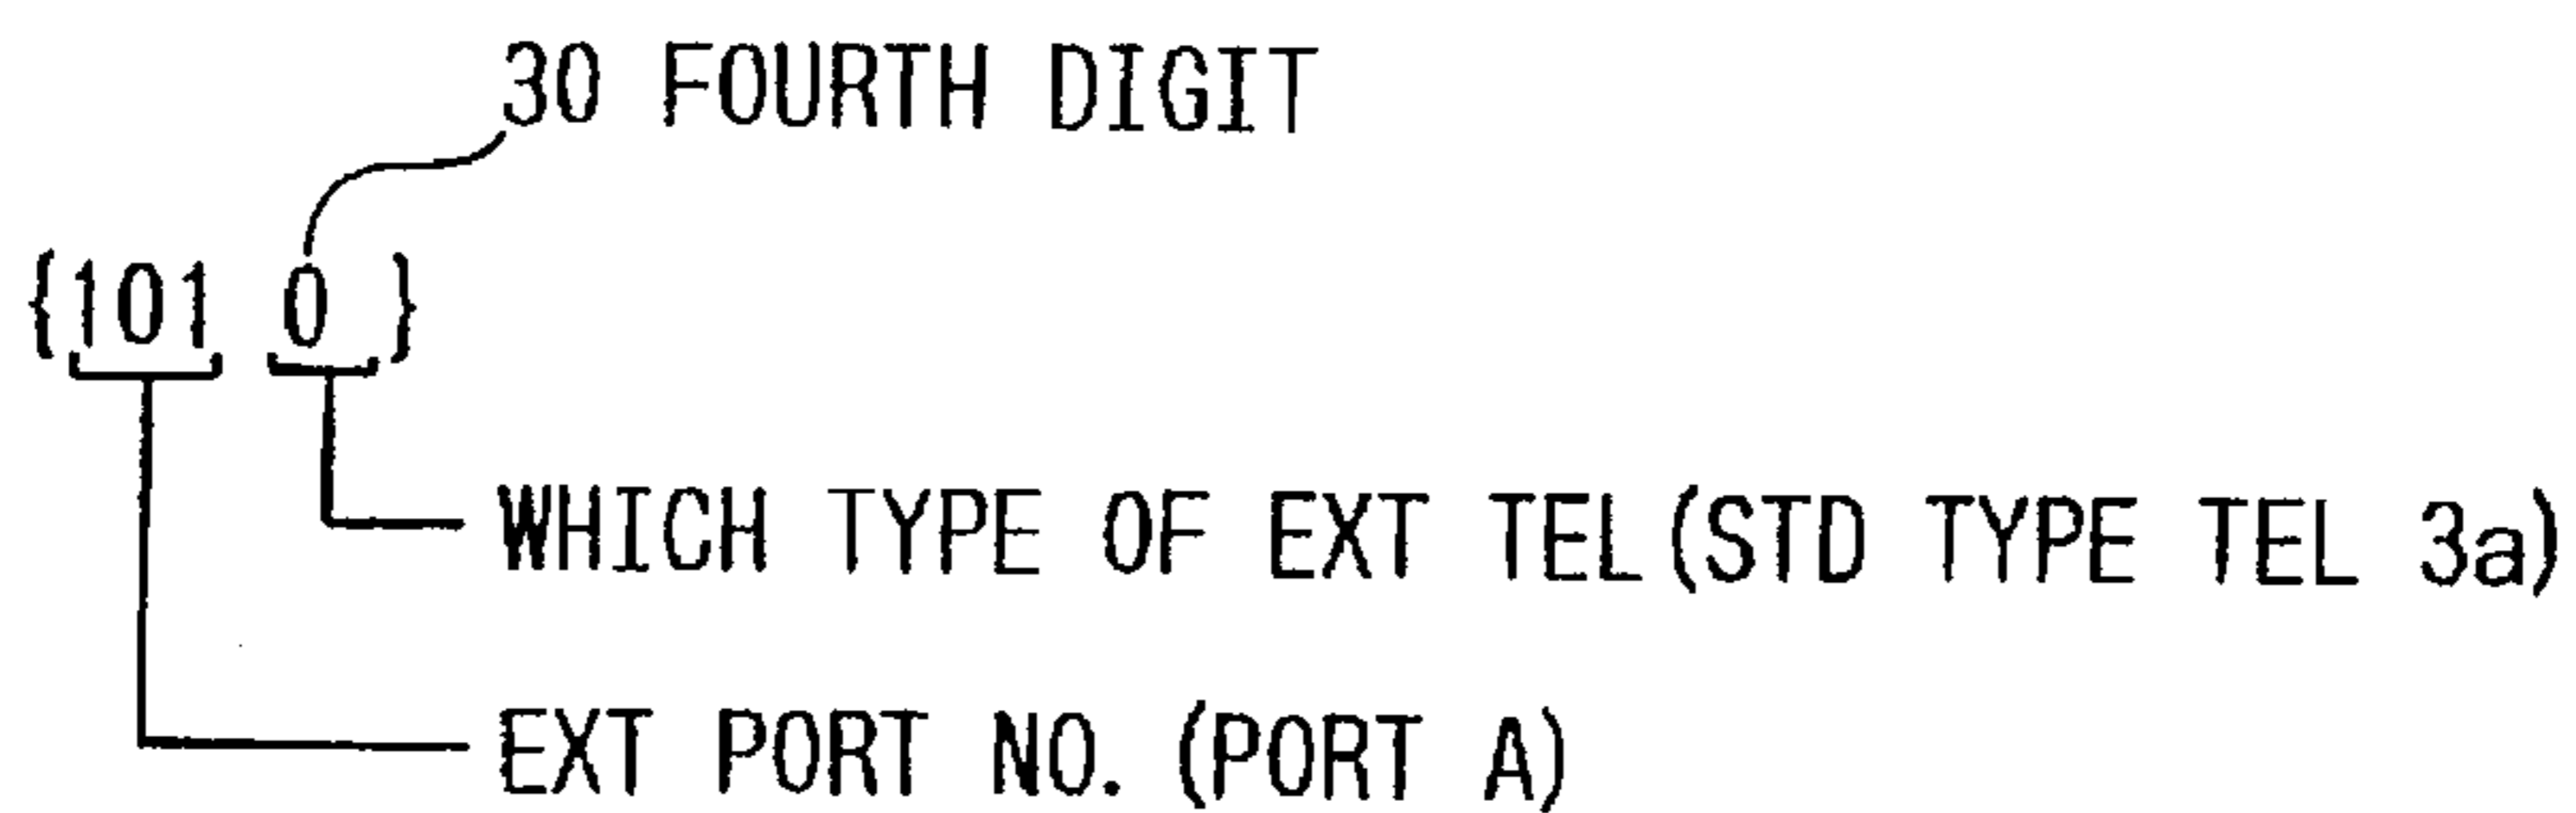 30 FOURTH DIGIT
{101 0 }
WHICH TYPE OF EXT TEL(STD TYPE TEL 3a)
EXT PORT NO. (PORT A)